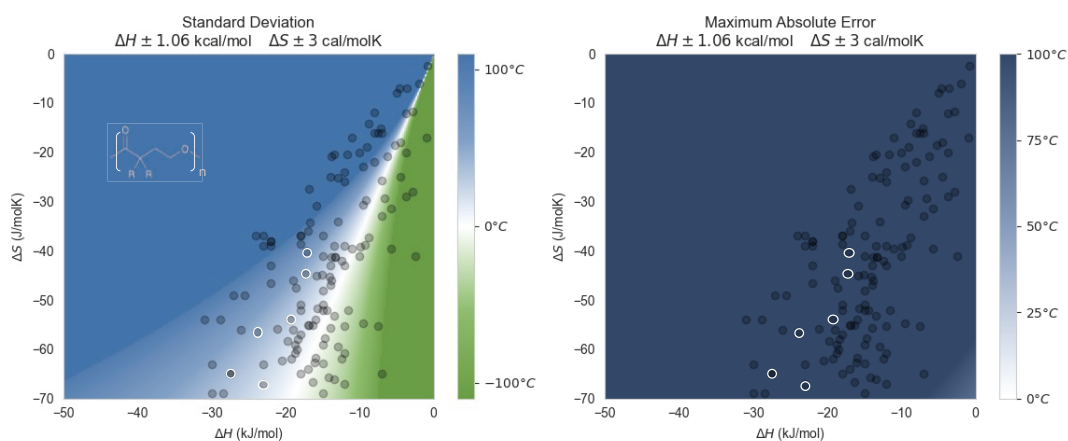 Standard Deviation
ΔH ± 1.06 kcal/mol ΔS ± 3 cal/molK
0
−10
−20
−30
−40
−50
−60
−70
ΔS (J/molK)
−50
−40
−30
−20
−10
0
ΔH (kJ/mol)
O
O
R R
n
100°C
0°C
−100°C
Maximum Absolute Error
ΔH ± 1.06 kcal/mol ΔS ± 3 cal/molK
0
−10
−20
−30
−40
−50
−60
−70
ΔS (J/molK)
−50
−40
−30
−20
−10
0
ΔH (kJ/mol)
100°C
75°C
50°C
25°C
0°C